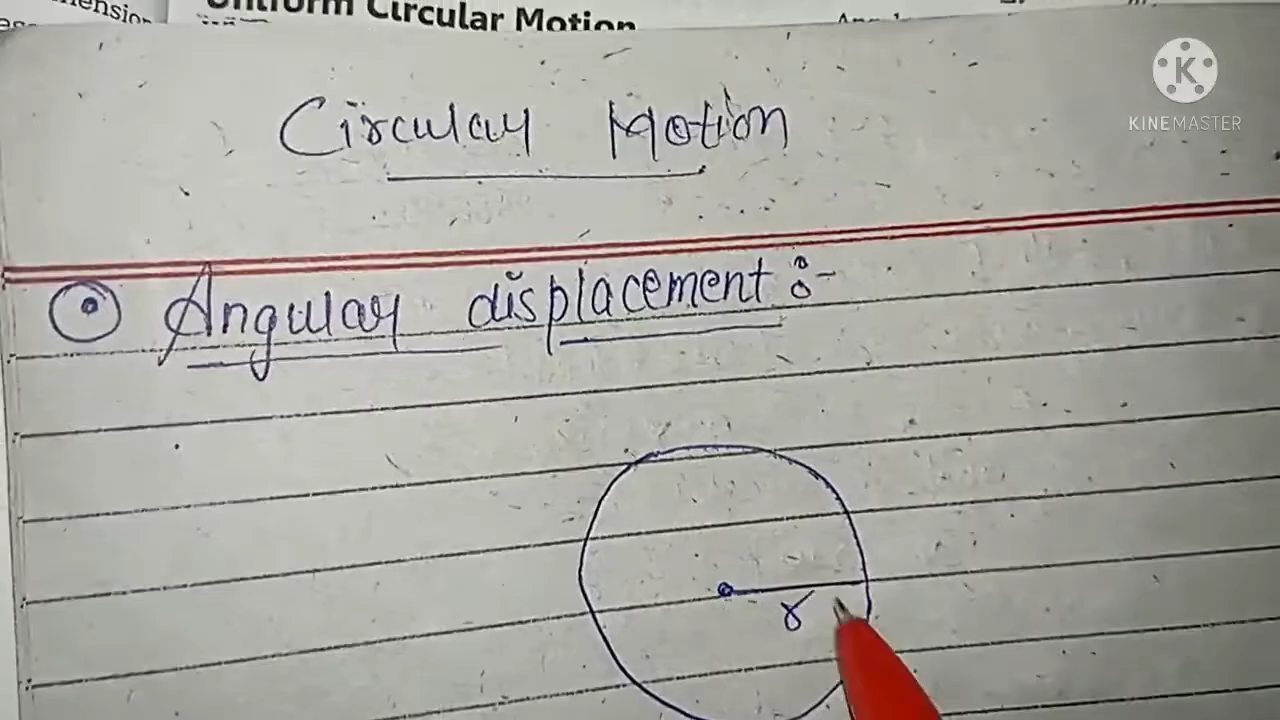 Uniform Circular Motion
K
KINEMASTER
Circular Motion
Angular displacement :-
r